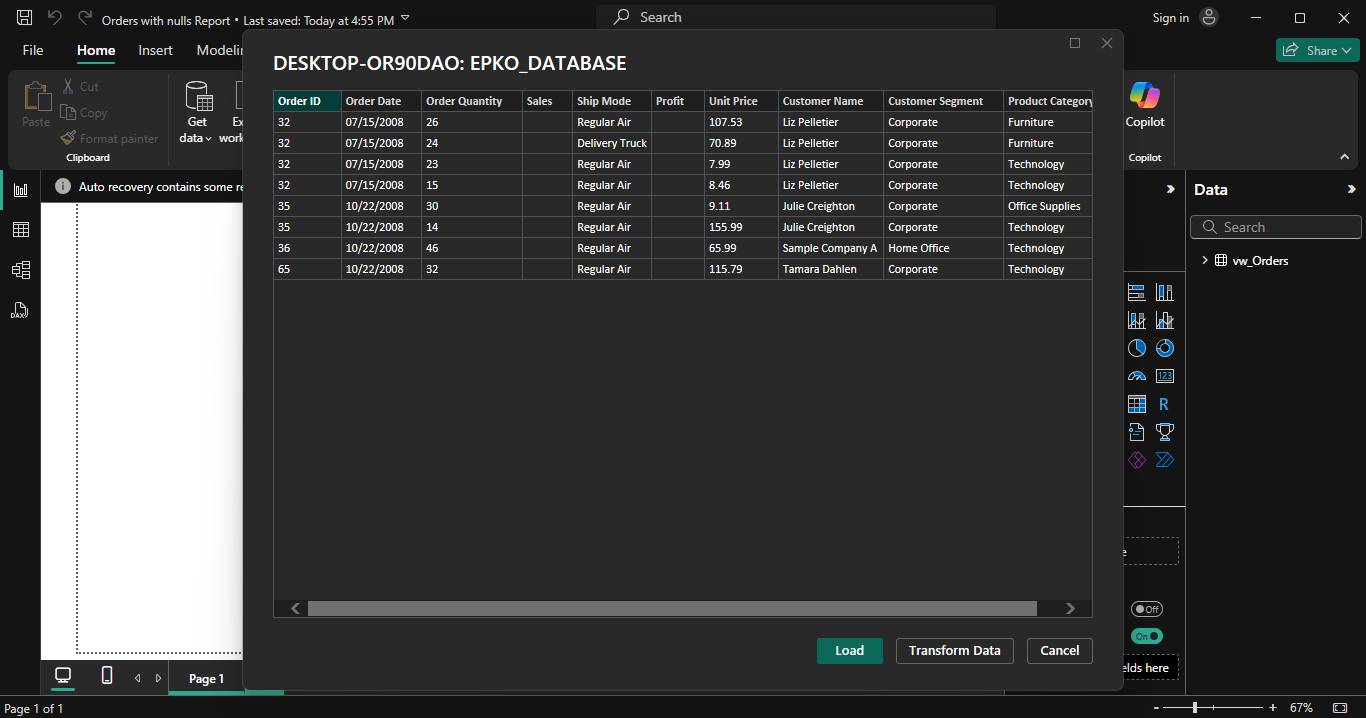 Orders with nulls Report • Last saved: Today at 4:55 PM
Search
Sign in
File
Home
Insert
Share
Paste
Cut
Copy
Format painter
Clipboard
Get
data
Copilot
Copilot
Auto recovery contains some
DESKTOP-OR90DAO: EPKO_DATABASE
Order ID Order Date Order Quantity Sales Ship Mode Profit Unit Price Customer Name Customer Segment Product Category
32 07/15/2008 26 Regular Air 107.53 Liz Pelletier Corporate Furniture
32 07/15/2008 24 Delivery Truck 70.89 Liz Pelletier Corporate Furniture
32 07/15/2008 23 Regular Air 7.99 Liz Pelletier Corporate Technology
32 07/15/2008 15 Regular Air 8.46 Liz Pelletier Corporate Technology
35 10/22/2008 30 Regular Air 9.11 Julie Creighton Corporate Office Supplies
35 10/22/2008 14 Regular Air 155.99 Julie Creighton Corporate Technology
36 10/22/2008 46 Regular Air 65.99 Sample Company A Home Office Technology
65 10/22/2008 32 Regular Air 115.79 Tamara Dahlen Corporate Technology
Load
Transform Data
Cancel
Data
Search
vw_Orders
DAX
123
R
Off
On
here
Page 1
Page 1 of 1
- + 67%